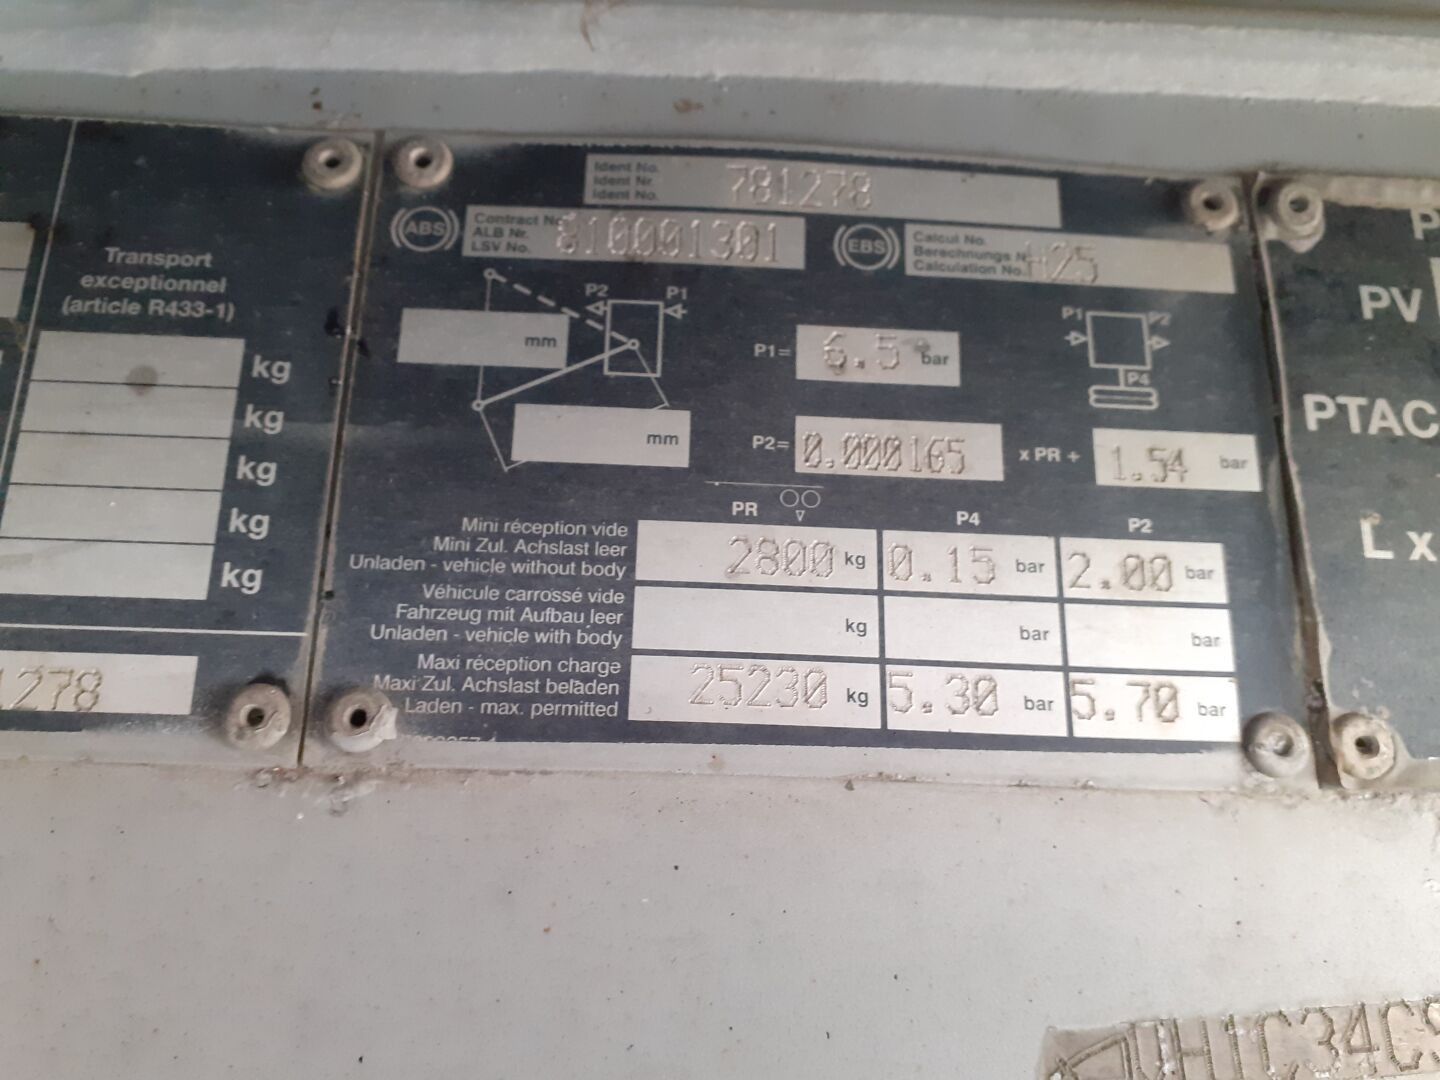 Transport
exceptionnel
(article R433-1)
kg
kg
kg
kg
kg
1278
Ident No.
Ident Nr.
Ident No.
781278
ABS
Contract No.
ALB Nr.
LSV No.
810001301
EBS
Calcul No.
Berechnungs N
Calculation No.
H25
P2 P1
mm
mm
P1= 6.5 bar
P1 P2
P4
P2= 0.000165 x PR + 1.54 bar
PR P4 P2
Mini réception vide
Mini Zul. Achslast leer
Unladen - vehicle without body
2800 kg 0.15 bar 2.00 bar
Véhicule carrossé vide
Fahrzeug mit Aufbau leer
Unladen - vehicle with body
kg bar bar
Maxi réception charge
Maxi Zul. Achslast beladen
Laden - max. permitted
25230 kg 5.30 bar 5.70 bar
P
PV
PTAC
L x
VH1C34C